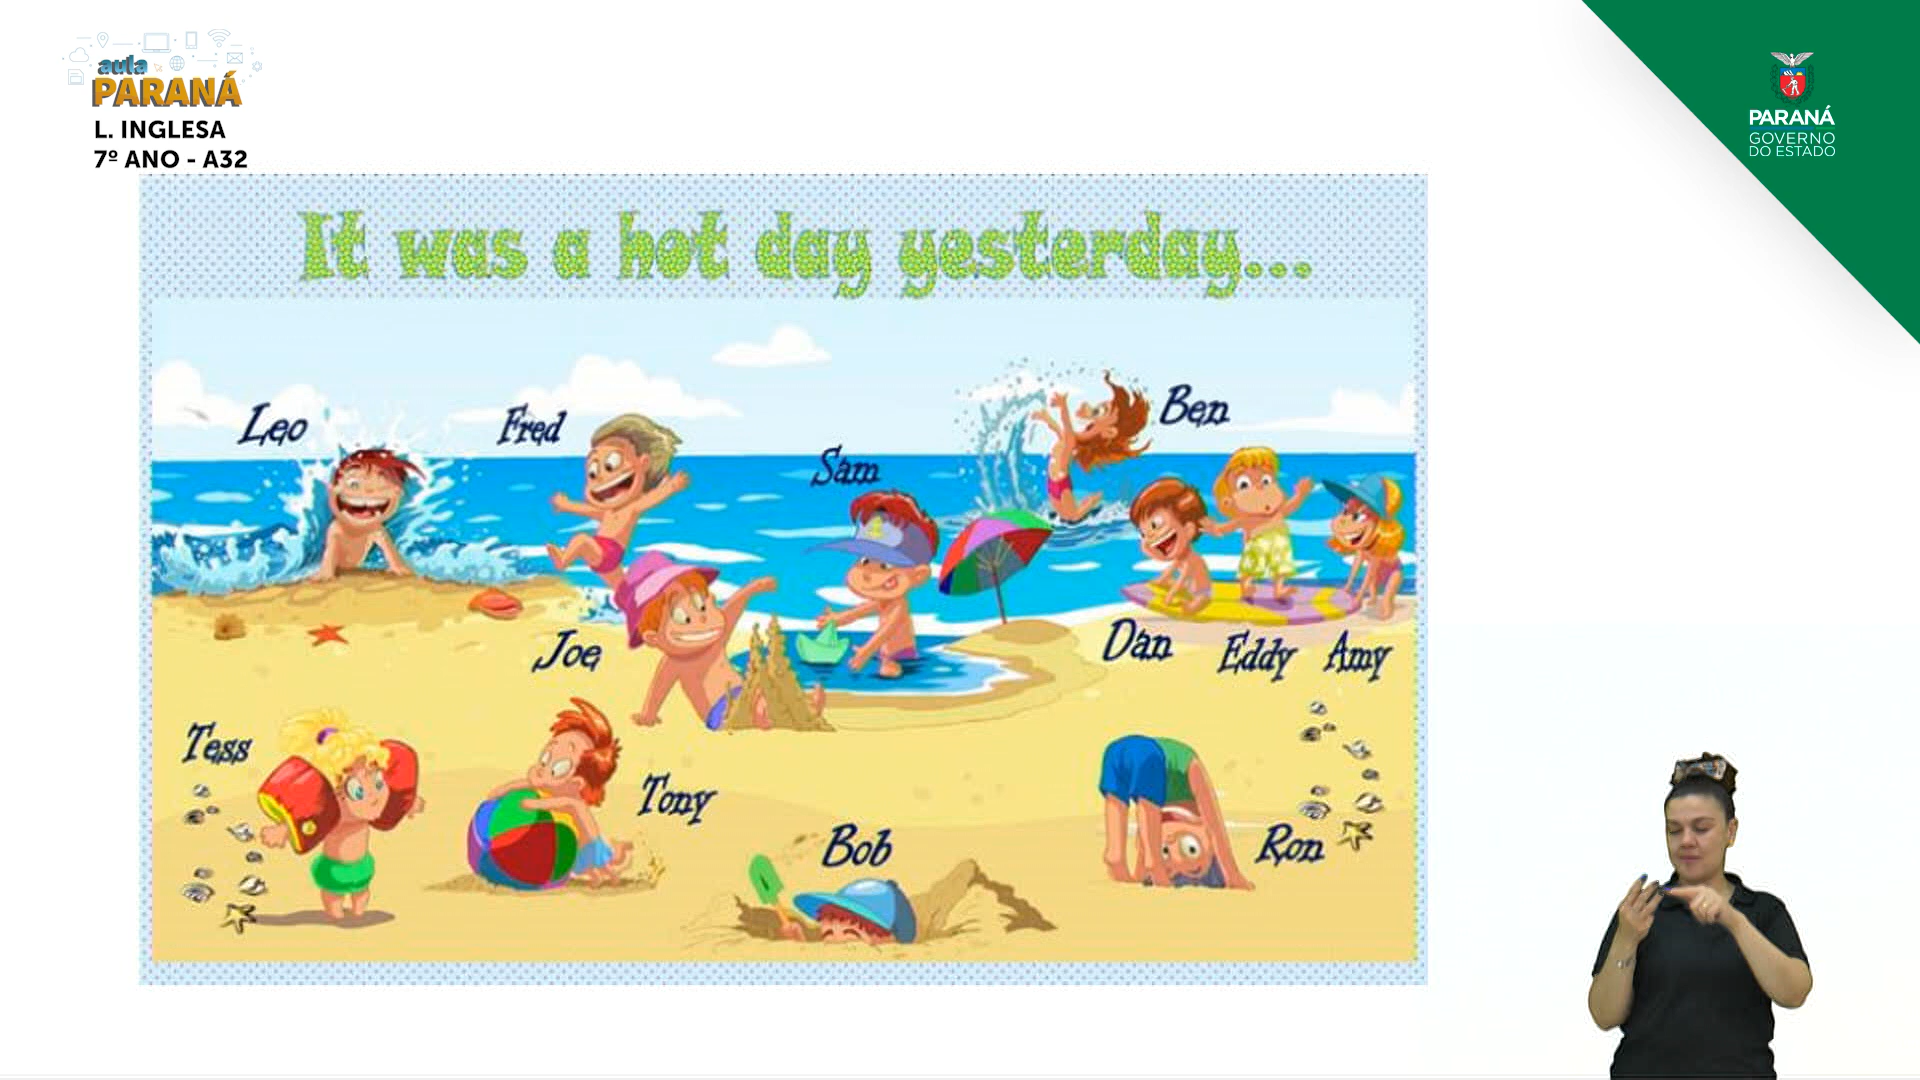 aula
PARANÁ
L. INGLESA
7º ANO - A32
PARANÁ
GOVERNO
DO ESTADO
It was a hot day yesterday...
Leo
Fred
Sam
Ben
Joe
Dan
Eddy
Amy
Tess
Tony
Bob
Ron